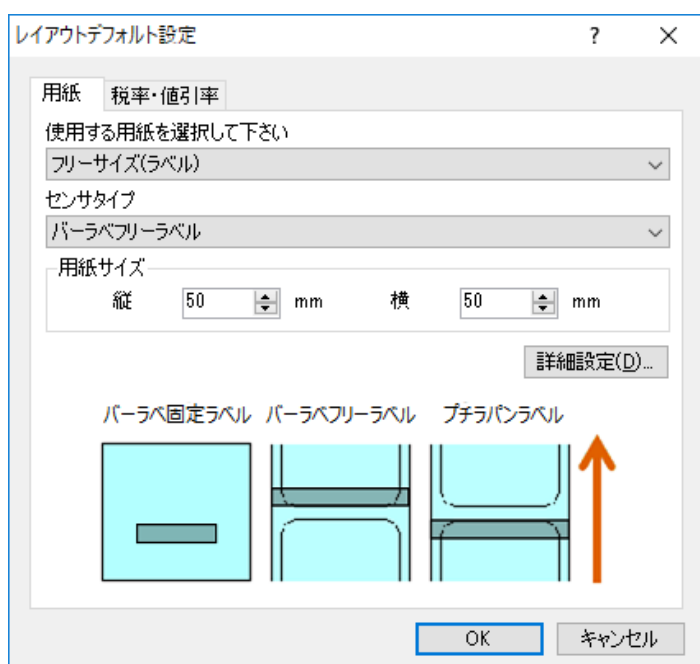 レイアウトデフォルト設定 ?
用紙 税率・値引率
使用する用紙を選択して下さい
フリーサイズ(ラベル)
センサタイプ
バーラベフリーラベル
用紙サイズ
縦 50 mm 横 50 mm
詳細設定(D)...
バーラベ固定ラベル バーラベフリーラベル プチラパンラベル
OK キャンセル